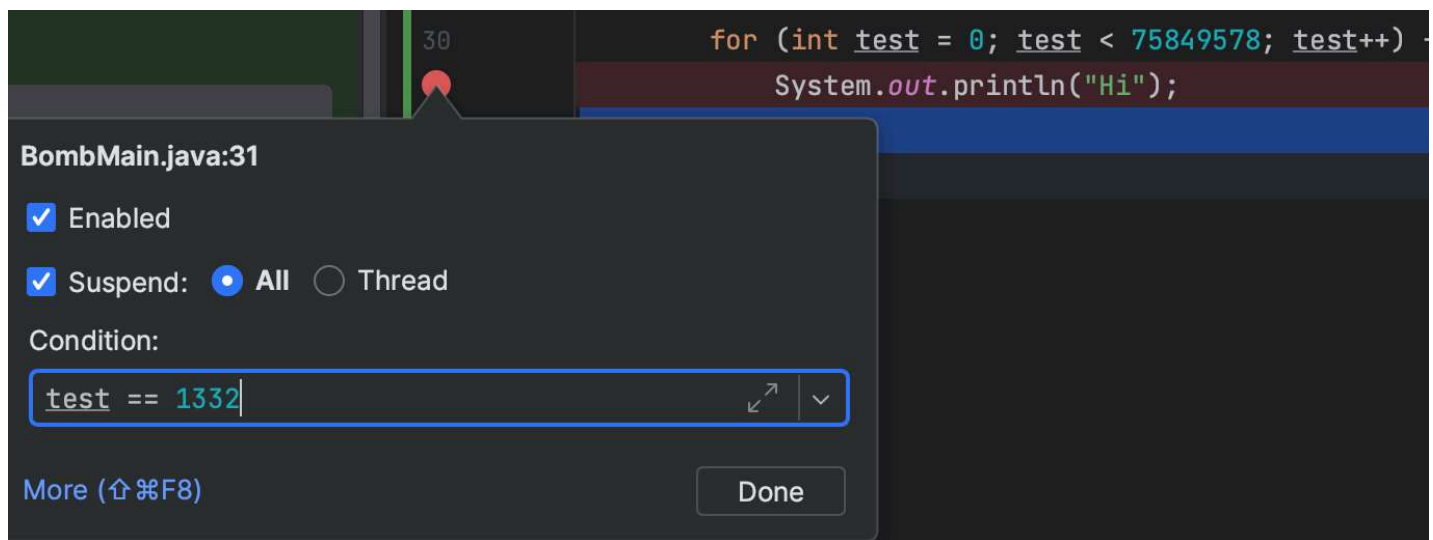 30 for (int test = 0; test < 75849578; test++) {
System.out.println("Hi");
BombMain.java:31
Enabled
Suspend: All Thread
Condition:
test == 1332
More (⇧⌘F8) Done